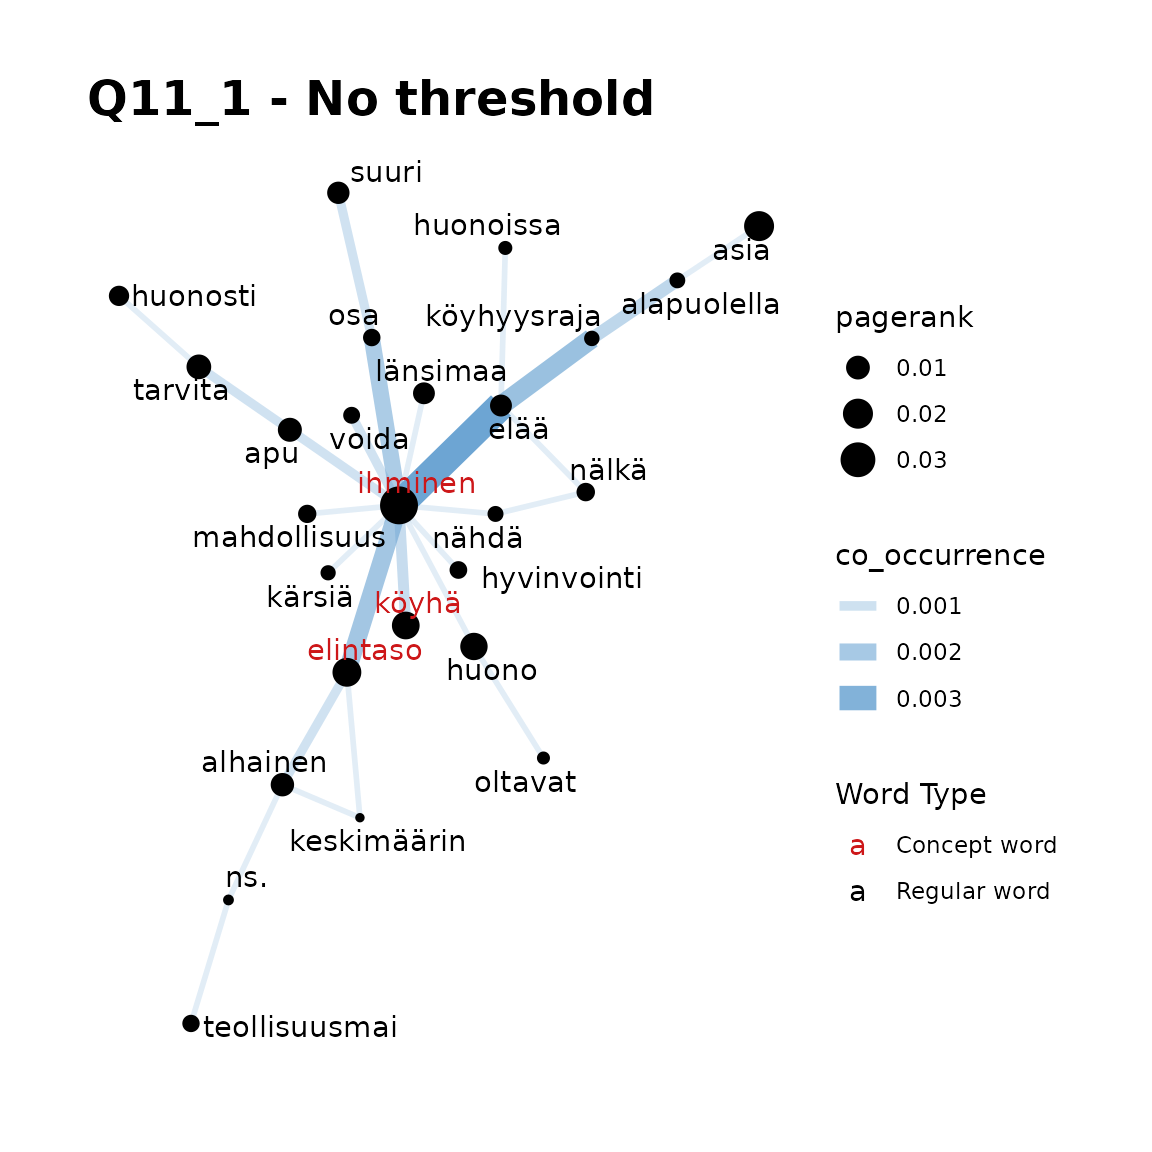 Q11_1 - No threshold
suuri
huonoissa
asia
huonosti
alapuolella
osa
köyhyysraja
länsimaa
tarvita
voida
elää
apu
nälkä
ihminen
mahdollisuus
nähdä
hyvinvointi
kärsiä
köyhä
elintaso
huono
alhainen
oltavat
keskimäärin
ns.
teollisuusmai
pagerank
0.01
0.02
0.03
co_occurrence
0.001
0.002
0.003
Word Type
a Concept word
a Regular word